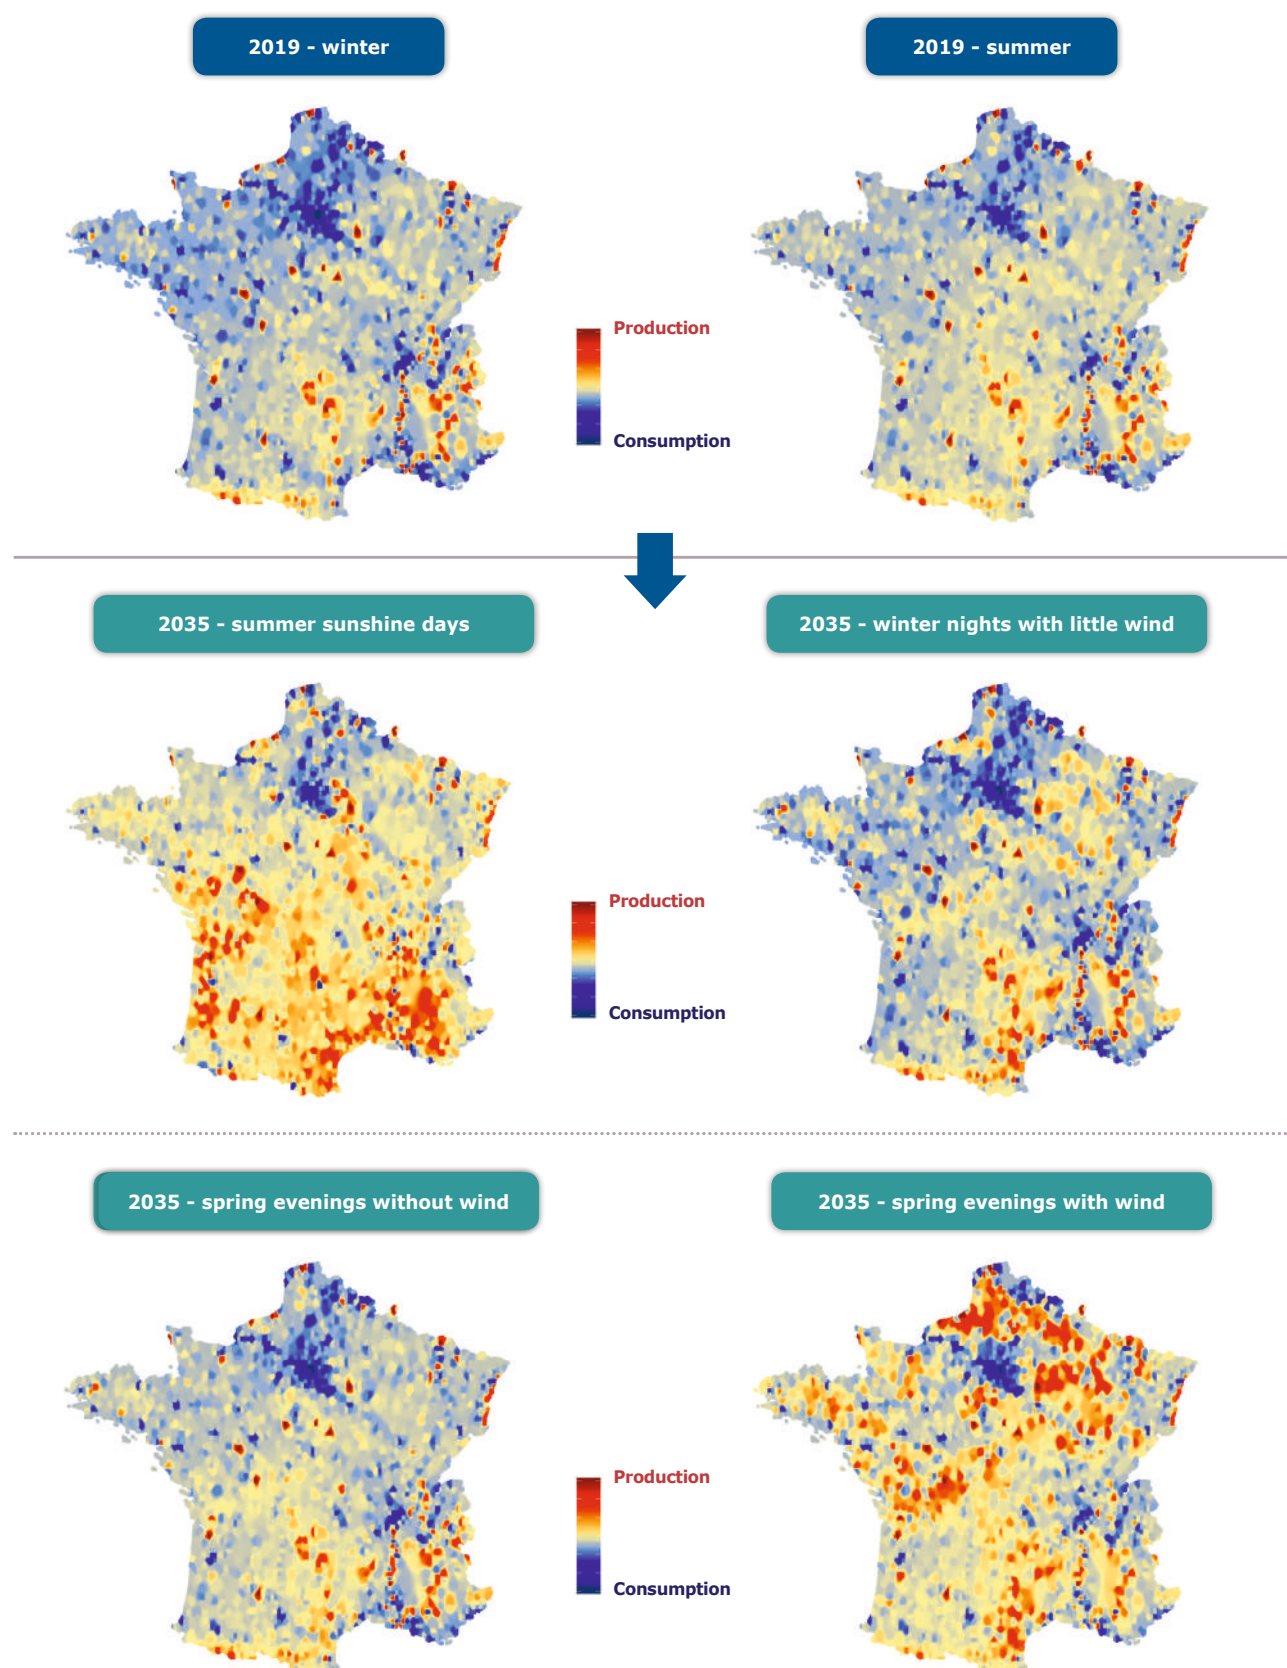 2019 - winter
2019 - summer
Production
Consumption
2035 - summer sunshine days
2035 - winter nights with little wind
Production
Consumption
2035 - spring evenings without wind
2035 - spring evenings with wind
Production
Consumption